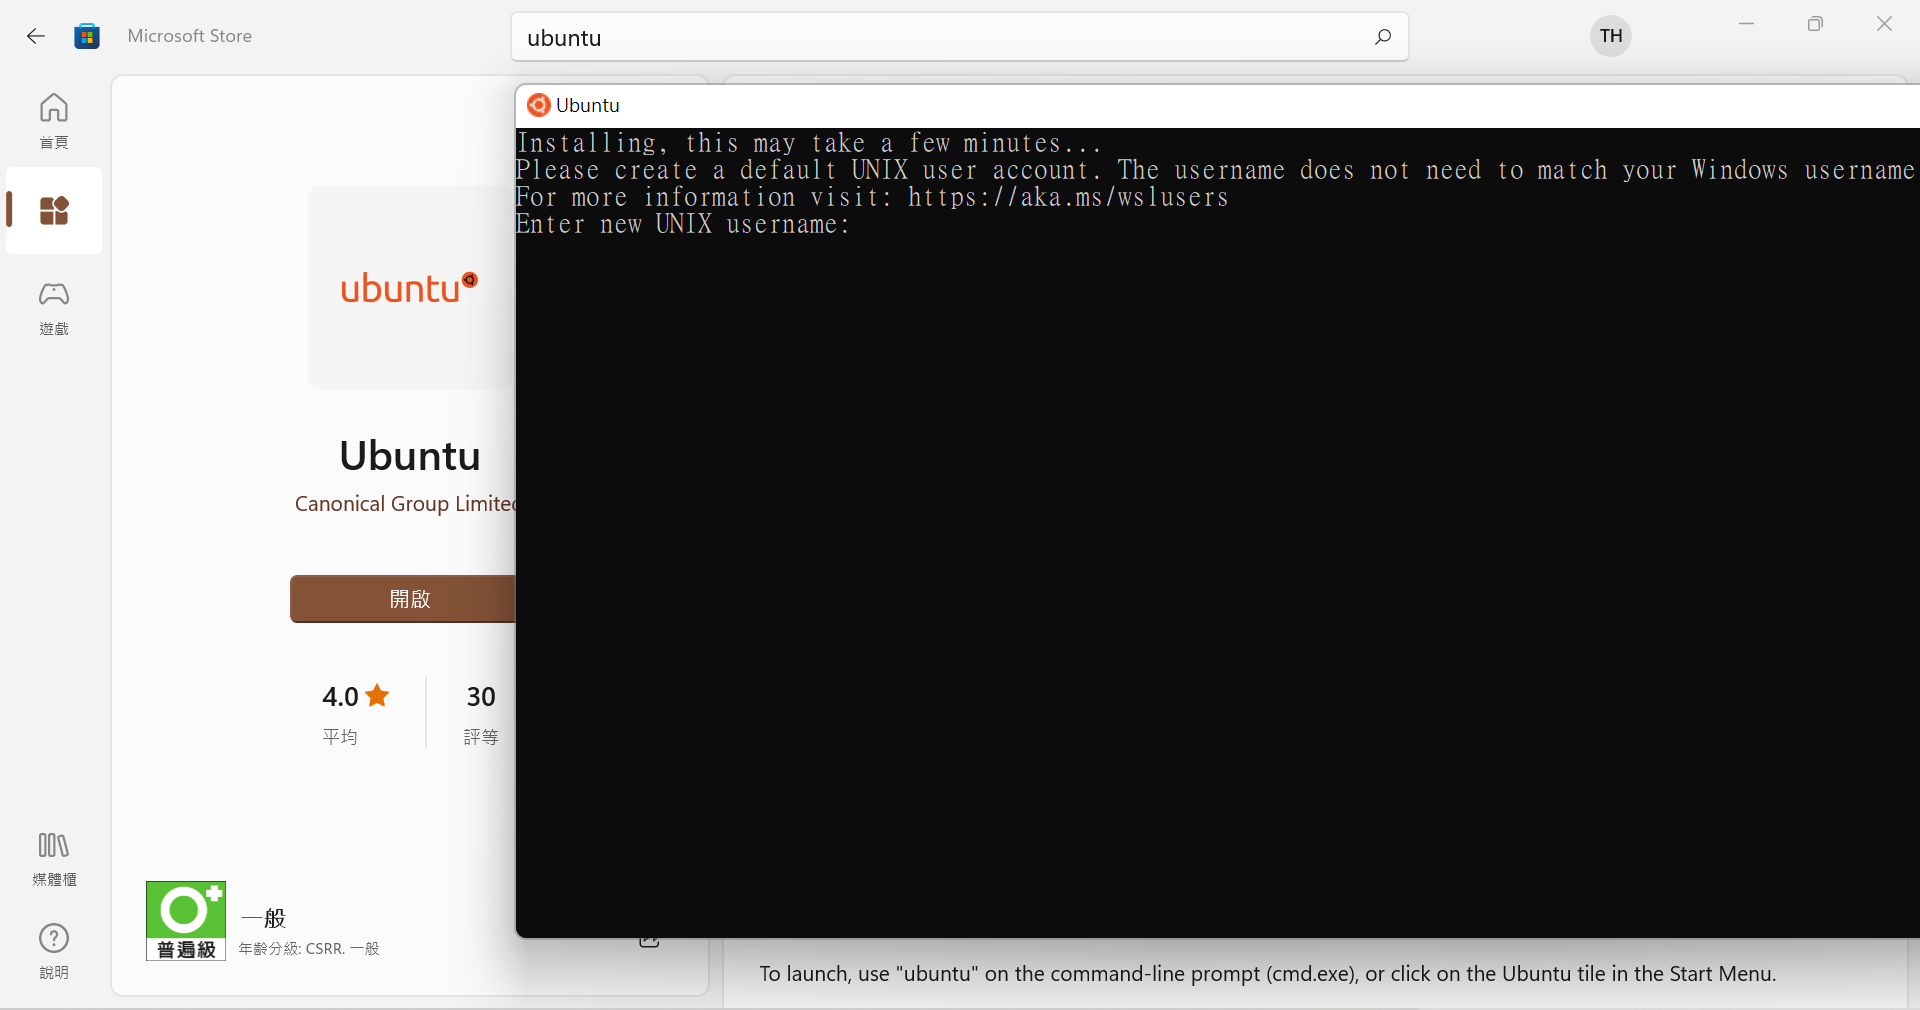 Microsoft Store
ubuntu
TH
首頁
遊戲
媒體櫃
說明
ubuntu
Ubuntu
Canonical Group Limited
開啟
4.0
平均
30
評等
普遍級
一般
年齡分級: CSRR. 一般
Ubuntu
Installing, this may take a few minutes...
Please create a default UNIX user account. The username does not need to match your Windows username
For more information visit: https://aka.ms/wslusers
Enter new UNIX username:
To launch, use "ubuntu" on the command-line prompt (cmd.exe), or click on the Ubuntu tile in the Start Menu.